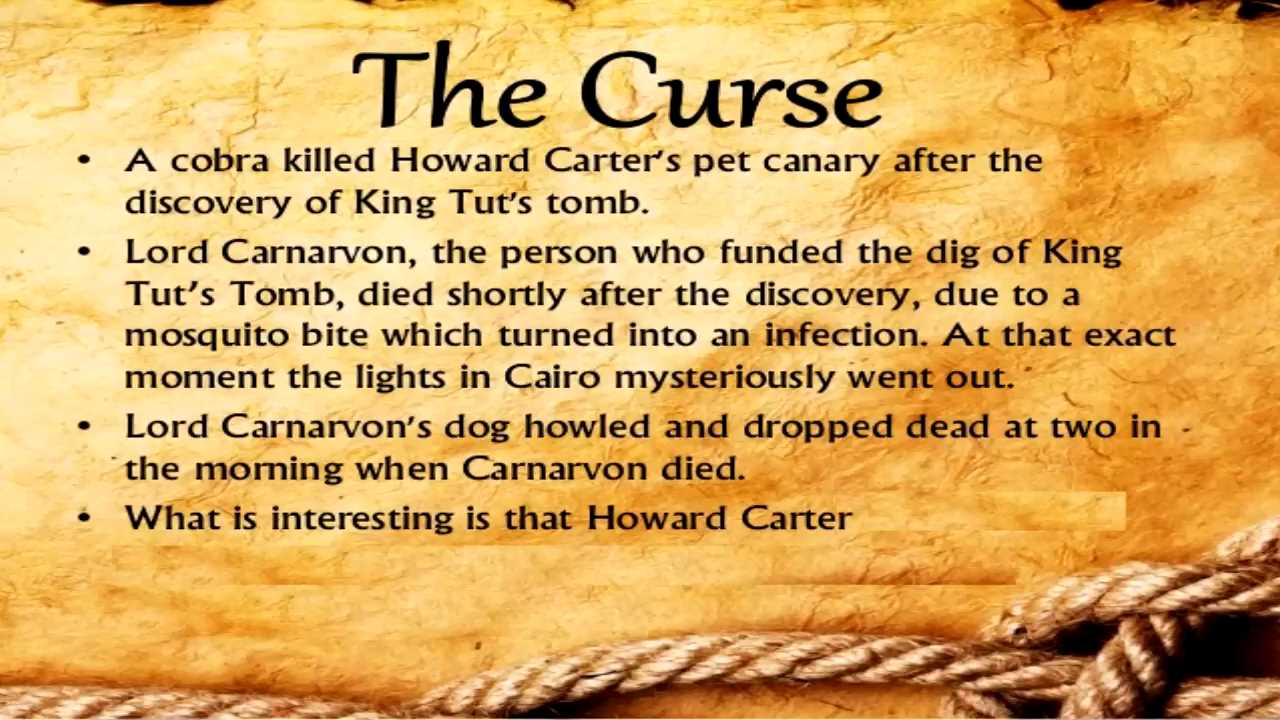 The Curse
• A cobra killed Howard Carter's pet canary after the
discovery of King Tut's tomb.
• Lord Carnarvon, the person who funded the dig of King
Tut's Tomb, died shortly after the discovery, due to a
mosquito bite which turned into an infection. At that exact
moment the lights in Cairo mysteriously went out.
• Lord Carnarvon's dog howled and dropped dead at two in
the morning when Carnarvon died.
• What is interesting is that Howard Carter